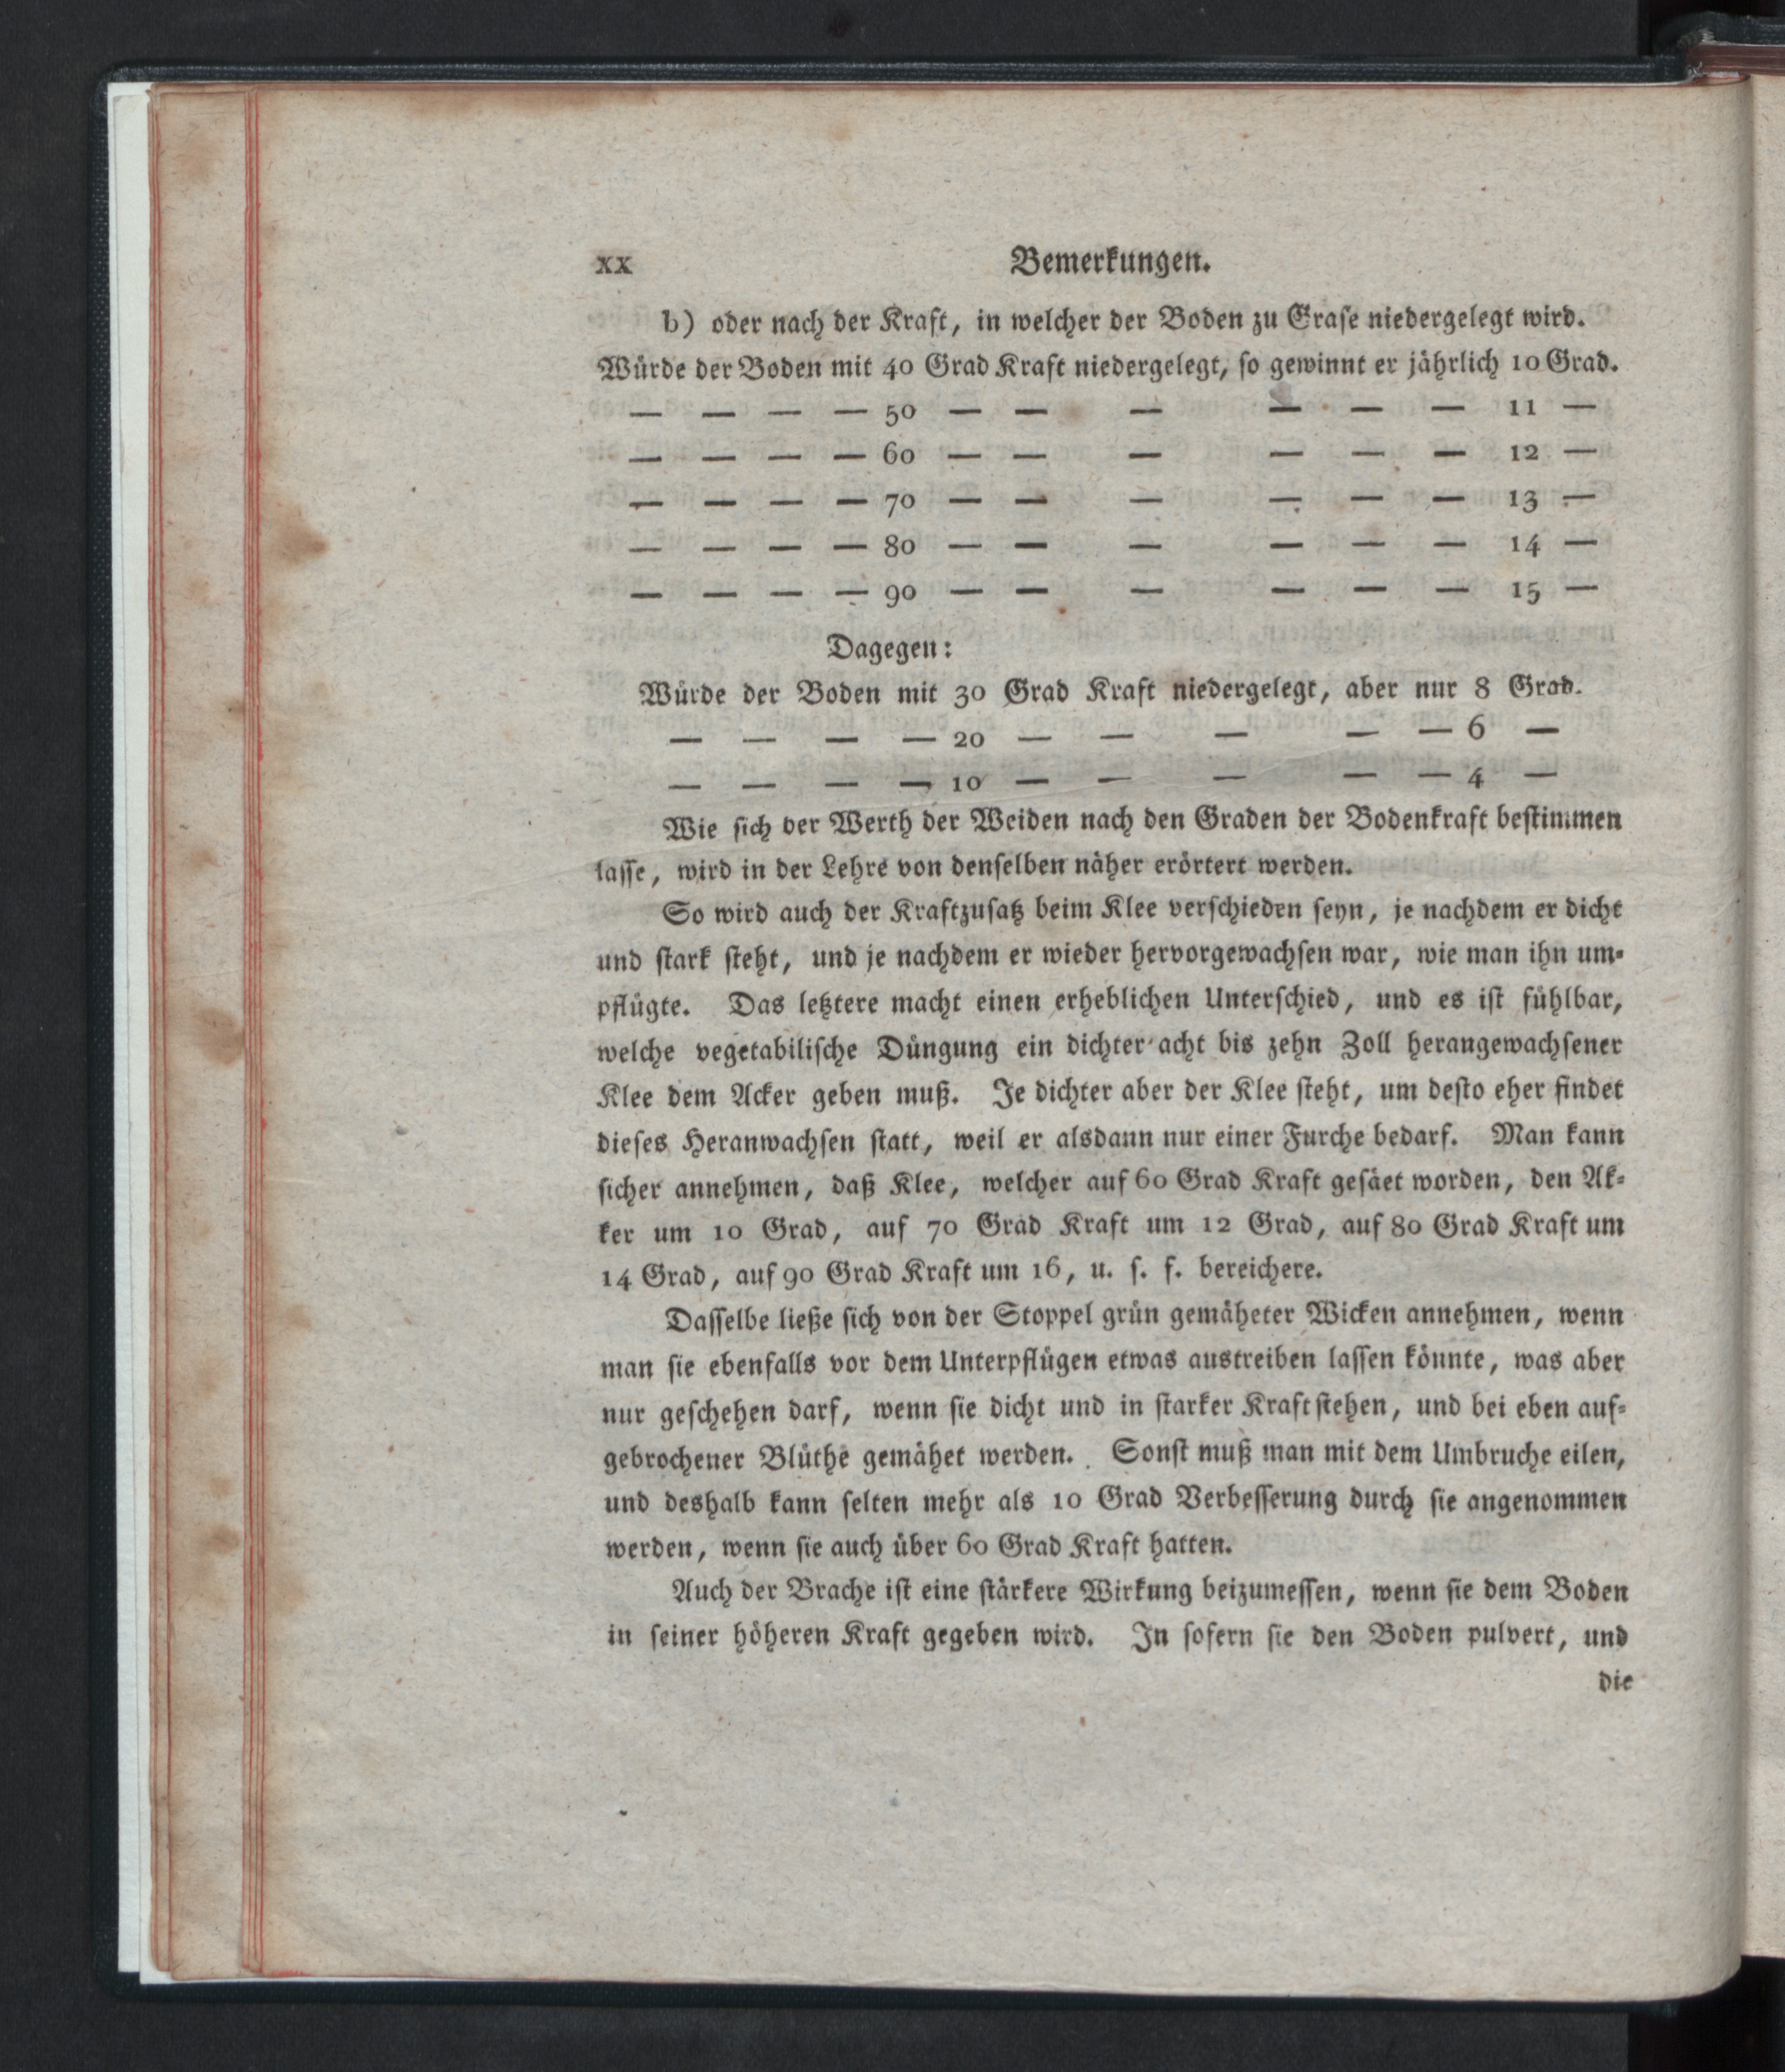 xx Bemerkungen.
b) oder nach der Kraft, in welcher der Boden zu Grase niedergelegt wird.
Würde der Boden mit 40 Grad Kraft niedergelegt, so gewinnt er jährlich 10 Grad.
— — — — 50 — — — — — — 11 —
— — — — 60 — — — — — — 12 —
— — — — 70 — — — — — — 13 —
— — — — 80 — — — — — — 14 —
— — — — 90 — — — — — — 15 —
Dagegen:
Würde der Boden mit 30 Grad Kraft niedergelegt, aber nur 8 Grad.
— — — — 20 — — — — — 6 —
— — — — 10 — — — — — 4 —
Wie sich der Werth der Weiden nach den Graden der Bodenkraft bestimmen
lasse, wird in der Lehre von denselben näher erörtert werden.
So wird auch der Kraftzusatz beim Klee verschieden seyn, je nachdem er dicht
und stark steht, und je nachdem er wieder hervorgewachsen war, wie man ihn um-
pflügte. Das letztere macht einen erheblichen Unterschied, und es ist fühlbar,
welche vegetabilische Düngung ein dichter acht bis zehn Zoll herangewachsener
Klee dem Acker geben muß. Je dichter aber der Klee steht, um desto eher findet
dieses Heranwachsen statt, weil er alsdann nur einer Furche bedarf. Man kann
sicher annehmen, daß Klee, welcher auf 60 Grad Kraft gesäet worden, den Ak-
ker um 10 Grad, auf 70 Grad Kraft um 12 Grad, auf 80 Grad Kraft um
14 Grad, auf 90 Grad Kraft um 16, u. s. f. bereichere.
Dasselbe ließe sich von der Stoppel grün gemäheter Wicken annehmen, wenn
man sie ebenfalls vor dem Unterpflügen etwas austreiben lassen könnte, was aber
nur geschehen darf, wenn sie dicht und in starker Kraft stehen, und bei eben auf-
gebrochener Blüthe gemähet werden. Sonst muß man mit dem Umbruche eilen,
und deshalb kann selten mehr als 10 Grad Verbesserung durch sie angenommen
werden, wenn sie auch über 60 Grad Kraft hatten.
Auch der Brache ist eine stärkere Wirkung beizumessen, wenn sie dem Boden
in seiner höheren Kraft gegeben wird. In sofern sie den Boden pulvert, und
die